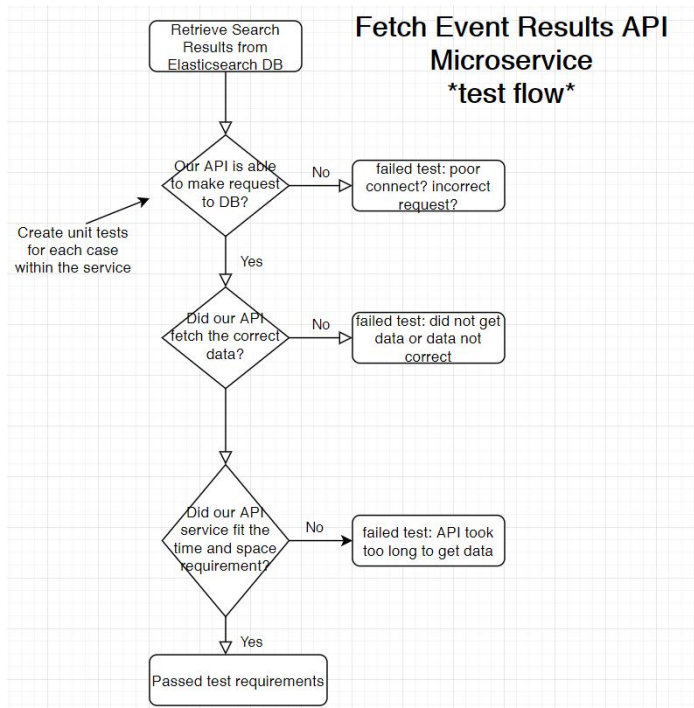 Fetch Event Results API
Microservice
*test flow*
Retrieve Search
Results from
Elasticsearch DB
Our API is able
to make request
to DB?
No
failed test: poor
connect? incorrect
request?
Create unit tests
for each case
within the service
Yes
Did our API
fetch the correct
data?
No
failed test: did not get
data or data not
correct
Did our API
service fit the
time and space
requirement?
No
failed test: API took
too long to get data
Yes
Passed test requirements